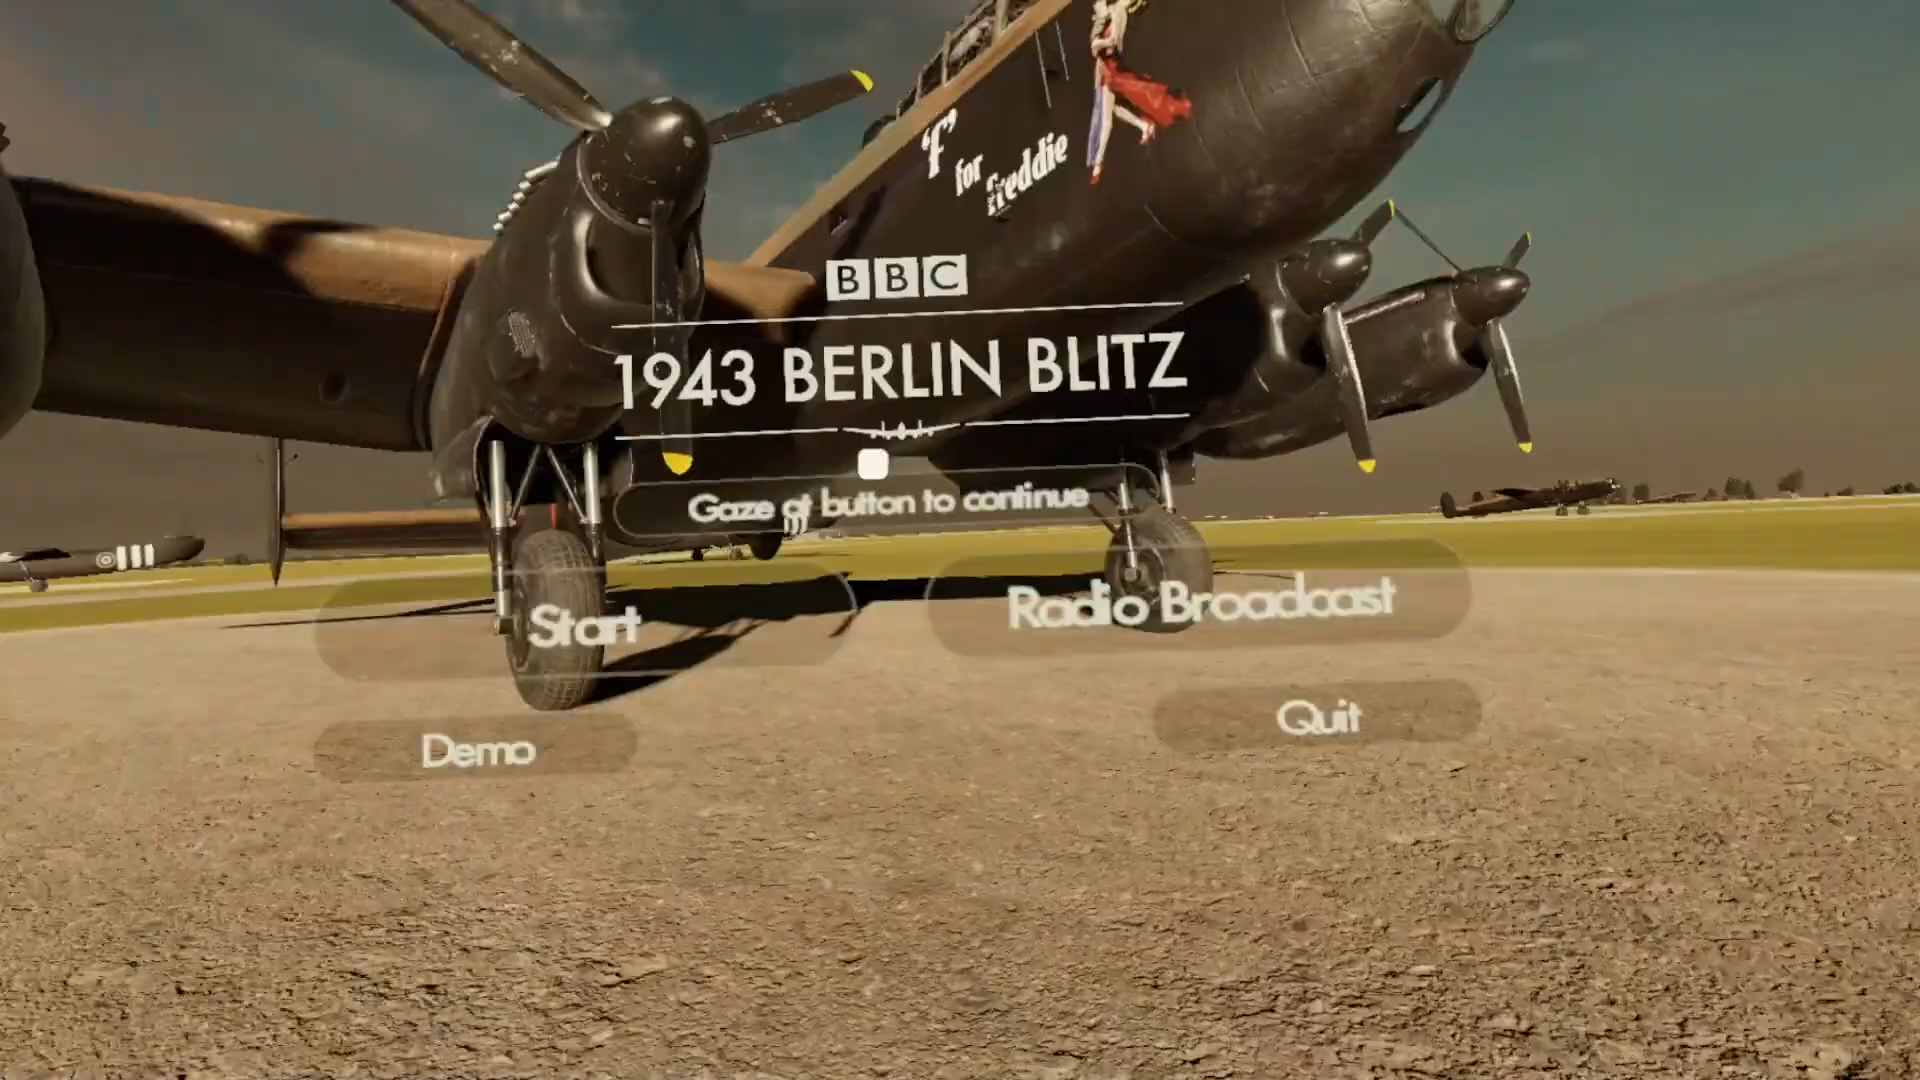 'f'
for
freddie
BBC
1943 BERLIN BLITZ
Gaze at button to continue
Start
Radio Broadcast
Demo
Quit